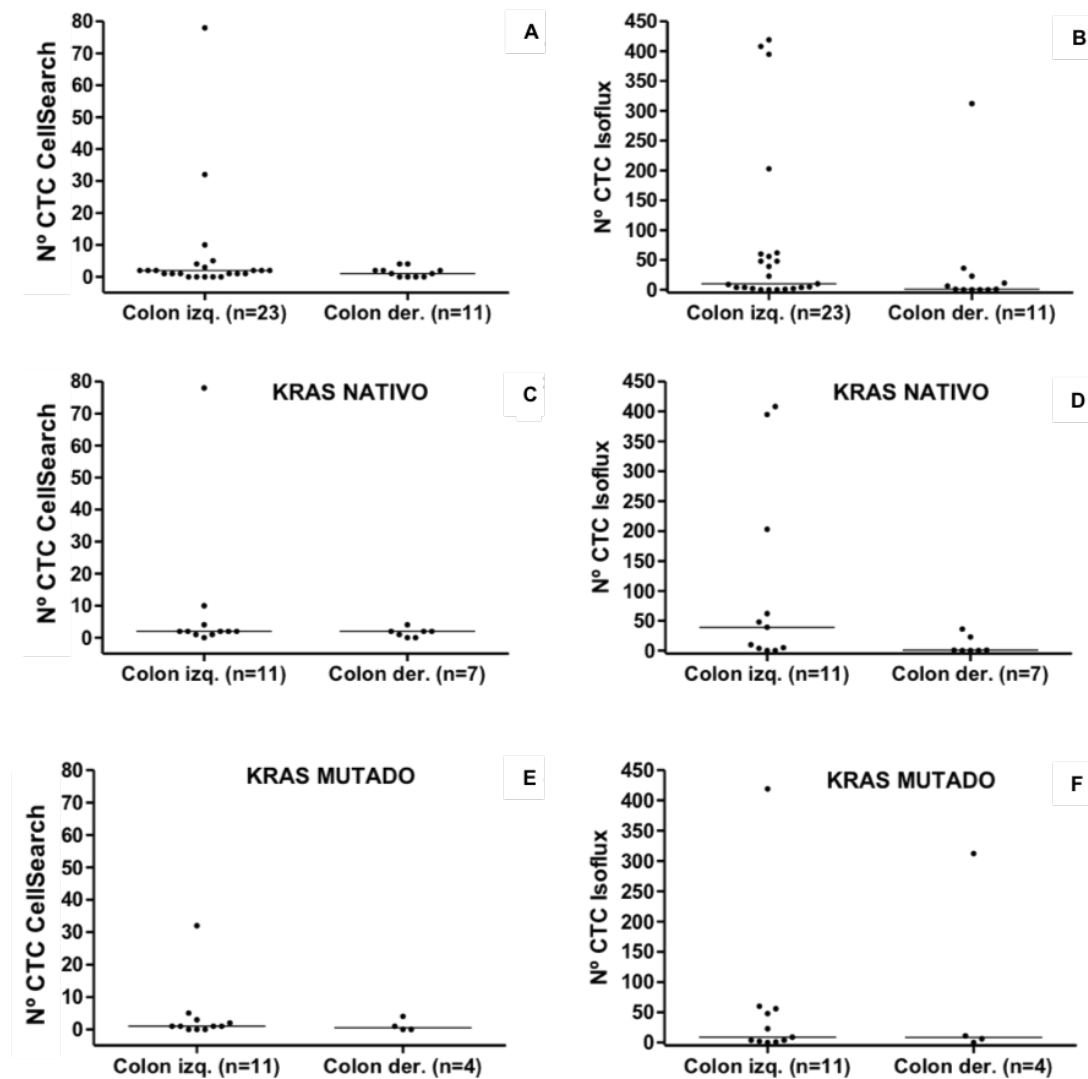 A
Nº CTC CellSearch
80
70
60
50
40
30
20
10
0
Colon izq. (n=23) Colon der. (n=11)
B
Nº CTC Isoflux
450
400
350
300
250
200
150
100
50
0
Colon izq. (n=23) Colon der. (n=11)
KRAS NATIVO
C
Nº CTC CellSearch
80
70
60
50
40
30
20
10
0
Colon izq. (n=11) Colon der. (n=7)
KRAS NATIVO
D
Nº CTC Isoflux
450
400
350
300
250
200
150
100
50
0
Colon izq. (n=11) Colon der. (n=7)
KRAS MUTADO
E
Nº CTC CellSearch
80
70
60
50
40
30
20
10
0
Colon izq. (n=11) Colon der. (n=4)
KRAS MUTADO
F
Nº CTC Isoflux
450
400
350
300
250
200
150
100
50
0
Colon izq. (n=11) Colon der. (n=4)